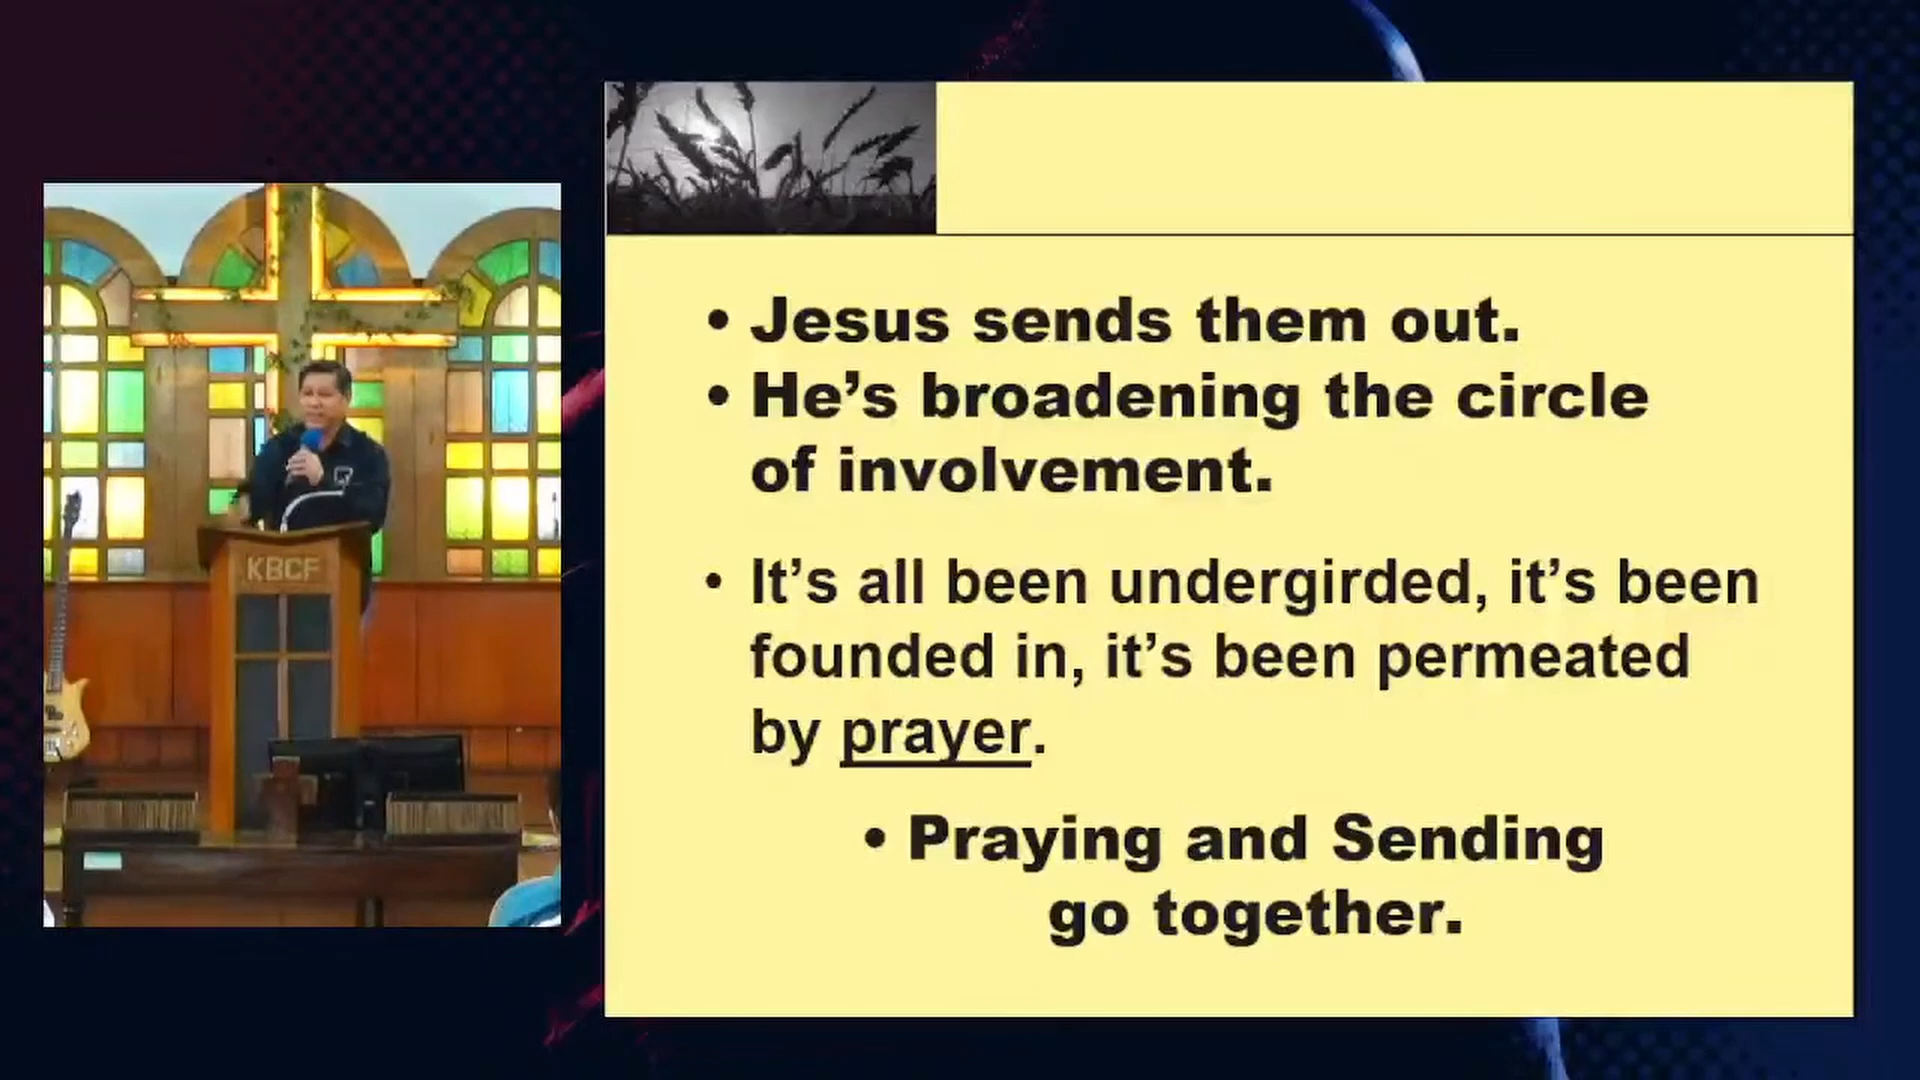 KBCF
• Jesus sends them out.
• He’s broadening the circle
of involvement.
• It’s all been undergirded, it’s been
founded in, it’s been permeated
by prayer.
• Praying and Sending
go together.